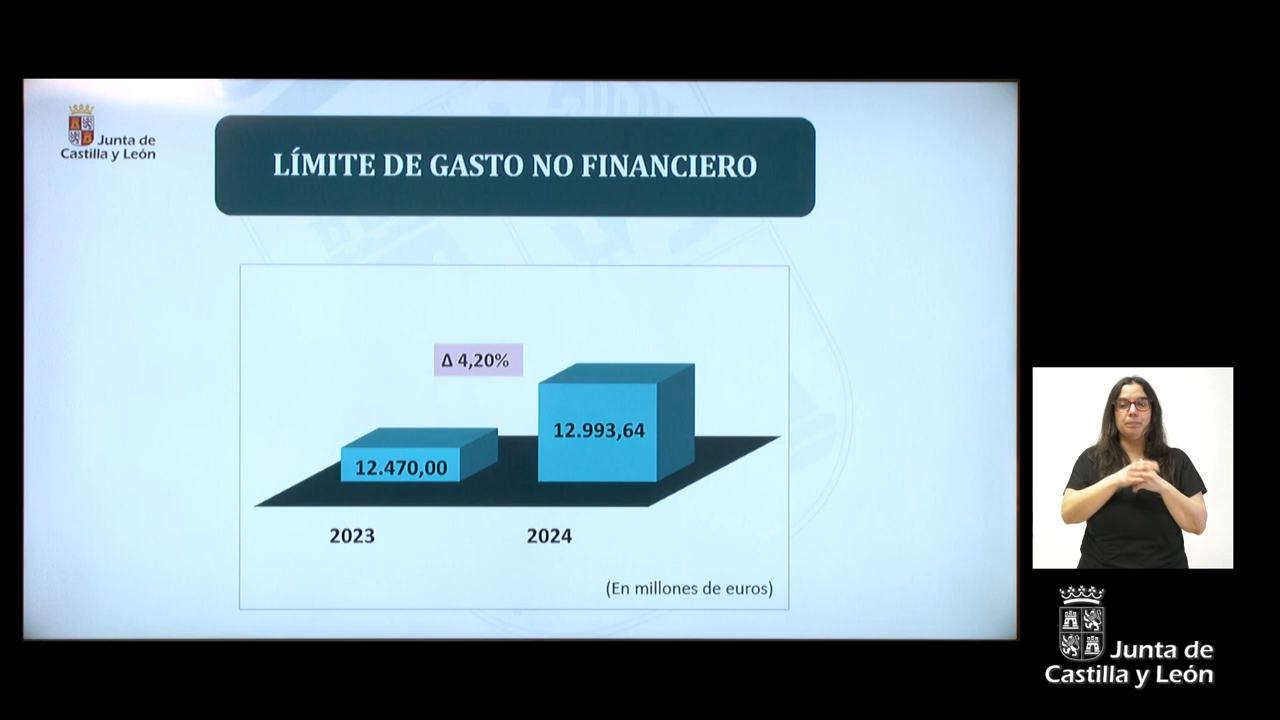 Junta de
Castilla y León
LÍMITE DE GASTO NO FINANCIERO
Δ 4,20%
12.470,00
12.993,64
2023
2024
(En millones de euros)
Junta de
Castilla y León